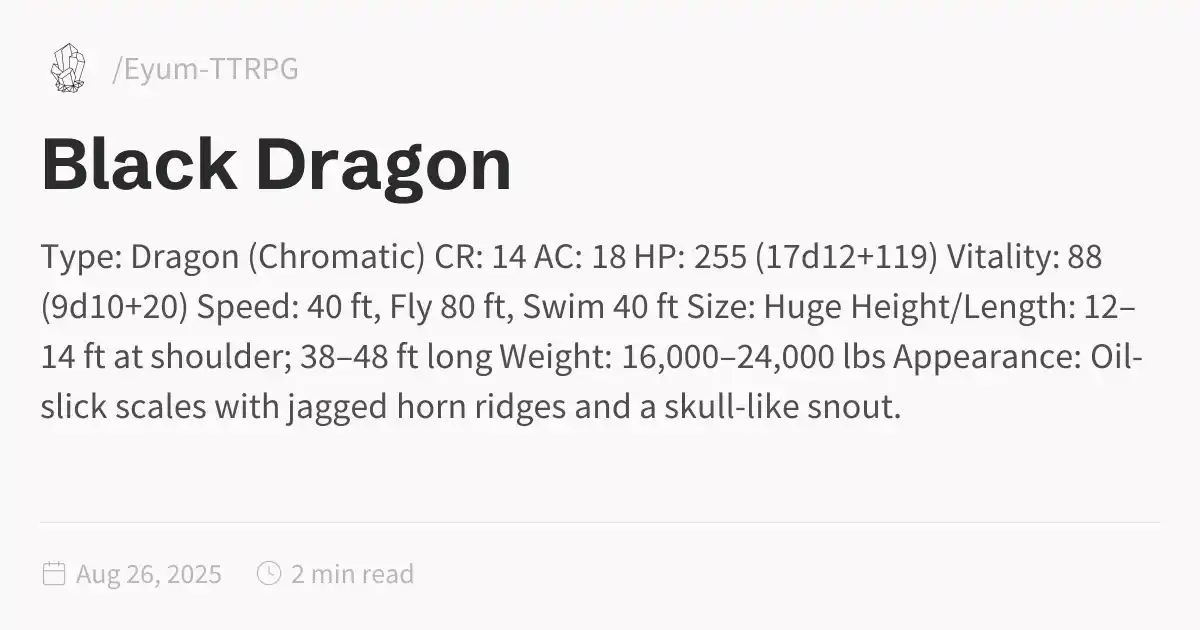 /Eyum-TTRPG
Black Dragon
Type: Dragon (Chromatic) CR: 14 AC: 18 HP: 255 (17d12+119) Vitality: 88
(9d10+20) Speed: 40 ft, Fly 80 ft, Swim 40 ft Size: Huge Height/Length: 12–
14 ft at shoulder; 38–48 ft long Weight: 16,000–24,000 lbs Appearance: Oil-
slick scales with jagged horn ridges and a skull-like snout.
Aug 26, 2025 2 min read